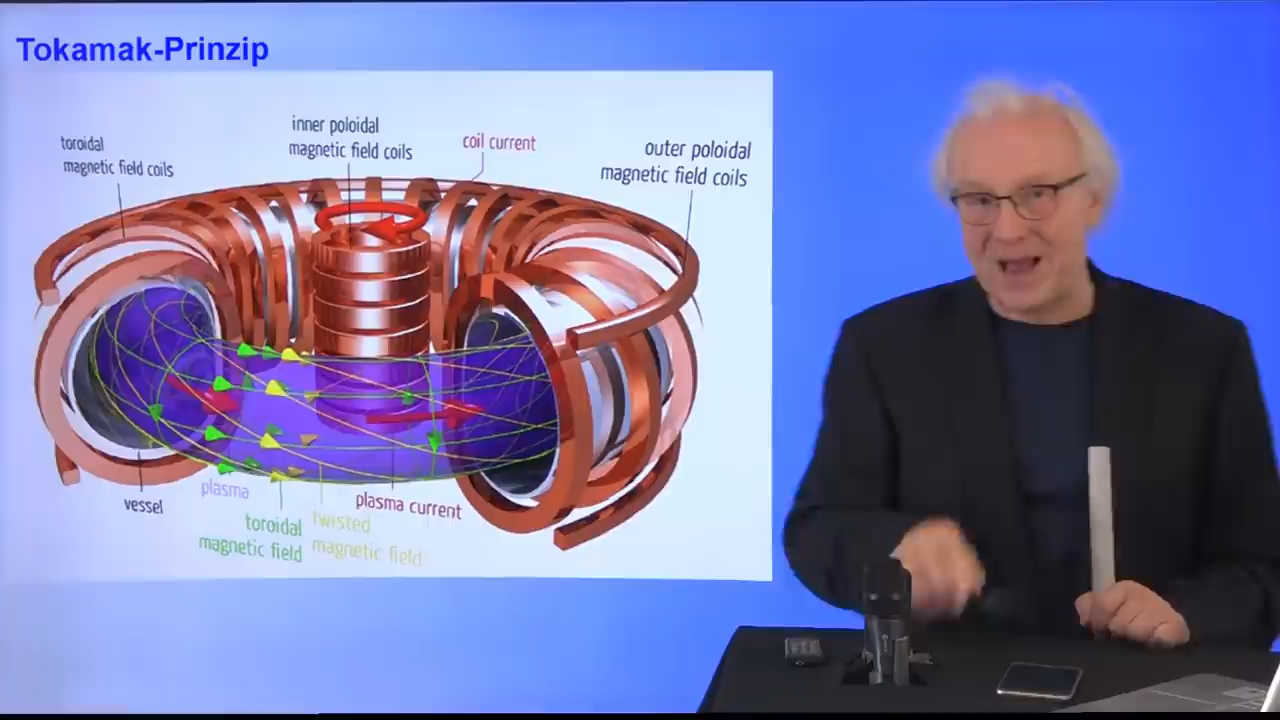 Tokamak-Prinzip
inner poloidal
magnetic field coils
toroidal
magnetic field coils
coil current
outer poloidal
magnetic field coils
vessel
plasma
plasma current
toroidal
magnetic field
twisted
magnetic field